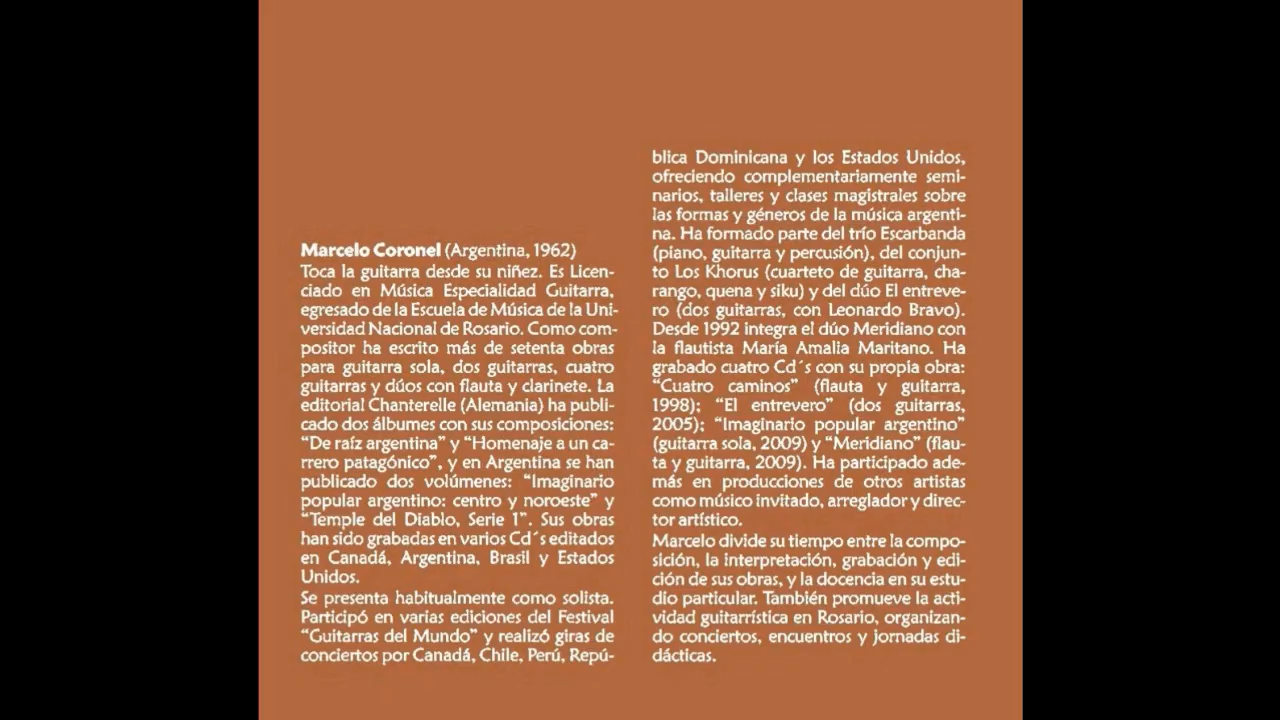 Marcelo Coronel (Argentina, 1962)
Toca la guitarra desde su niñez. Es Licen-
ciado en Música Especialidad Guitarra,
egresado de la Escuela de Música de la Uni-
versidad Nacional de Rosario. Como com-
positor ha escrito más de setenta obras
para guitarra sola, dos guitarras, cuatro
guitarras y dúos con flauta y clarinete. La
editorial Chanterelle (Alemania) ha publi-
cado dos álbumes con sus composiciones:
“De raíz argentina” y “Homenaje a un ca-
rrero patagónico”, y en Argentina se han
publicado dos volúmenes: “Imaginario
popular argentino: centro y noroeste” y
“Temple del Diablo, Serie 1”. Sus obras
han sido grabadas en varios Cd´s editados
en Canadá, Argentina, Brasil y Estados
Unidos.
Se presenta habitualmente como solista.
Participó en varias ediciones del Festival
“Guitarras del Mundo” y realizó giras de
conciertos por Canadá, Chile, Perú, Repú-
blica Dominicana y los Estados Unidos,
ofreciendo complementariamente semi-
narios, talleres y clases magistrales sobre
las formas y géneros de la música argenti-
na. Ha formado parte del trío Escarbanda
(piano, guitarra y percusión), del conjun-
to Los Khorus (cuarteto de guitarra, cha-
rango, quena y siku) y del dúo El entreve-
ro (dos guitarras, con Leonardo Bravo).
Desde 1992 integra el dúo Meridiano con
la flautista María Amalia Maritano. Ha
grabado cuatro Cd´s con su propia obra:
“Cuatro caminos” (flauta y guitarra,
1998); “El entrevero” (dos guitarras,
2005); “Imaginario popular argentino”
(guitarra sola, 2009) y “Meridiano” (flau-
ta y guitarra, 2009). Ha participado ade-
más en producciones de otros artistas
como músico invitado, arreglador y direc-
tor artístico.
Marcelo divide su tiempo entre la compo-
sición, la interpretación, grabación y edi-
ción de sus obras, y la docencia en su estu-
dio particular. También promueve la acti-
vidad guitarrística en Rosario, organizan-
do conciertos, encuentros y jornadas di-
dácticas.